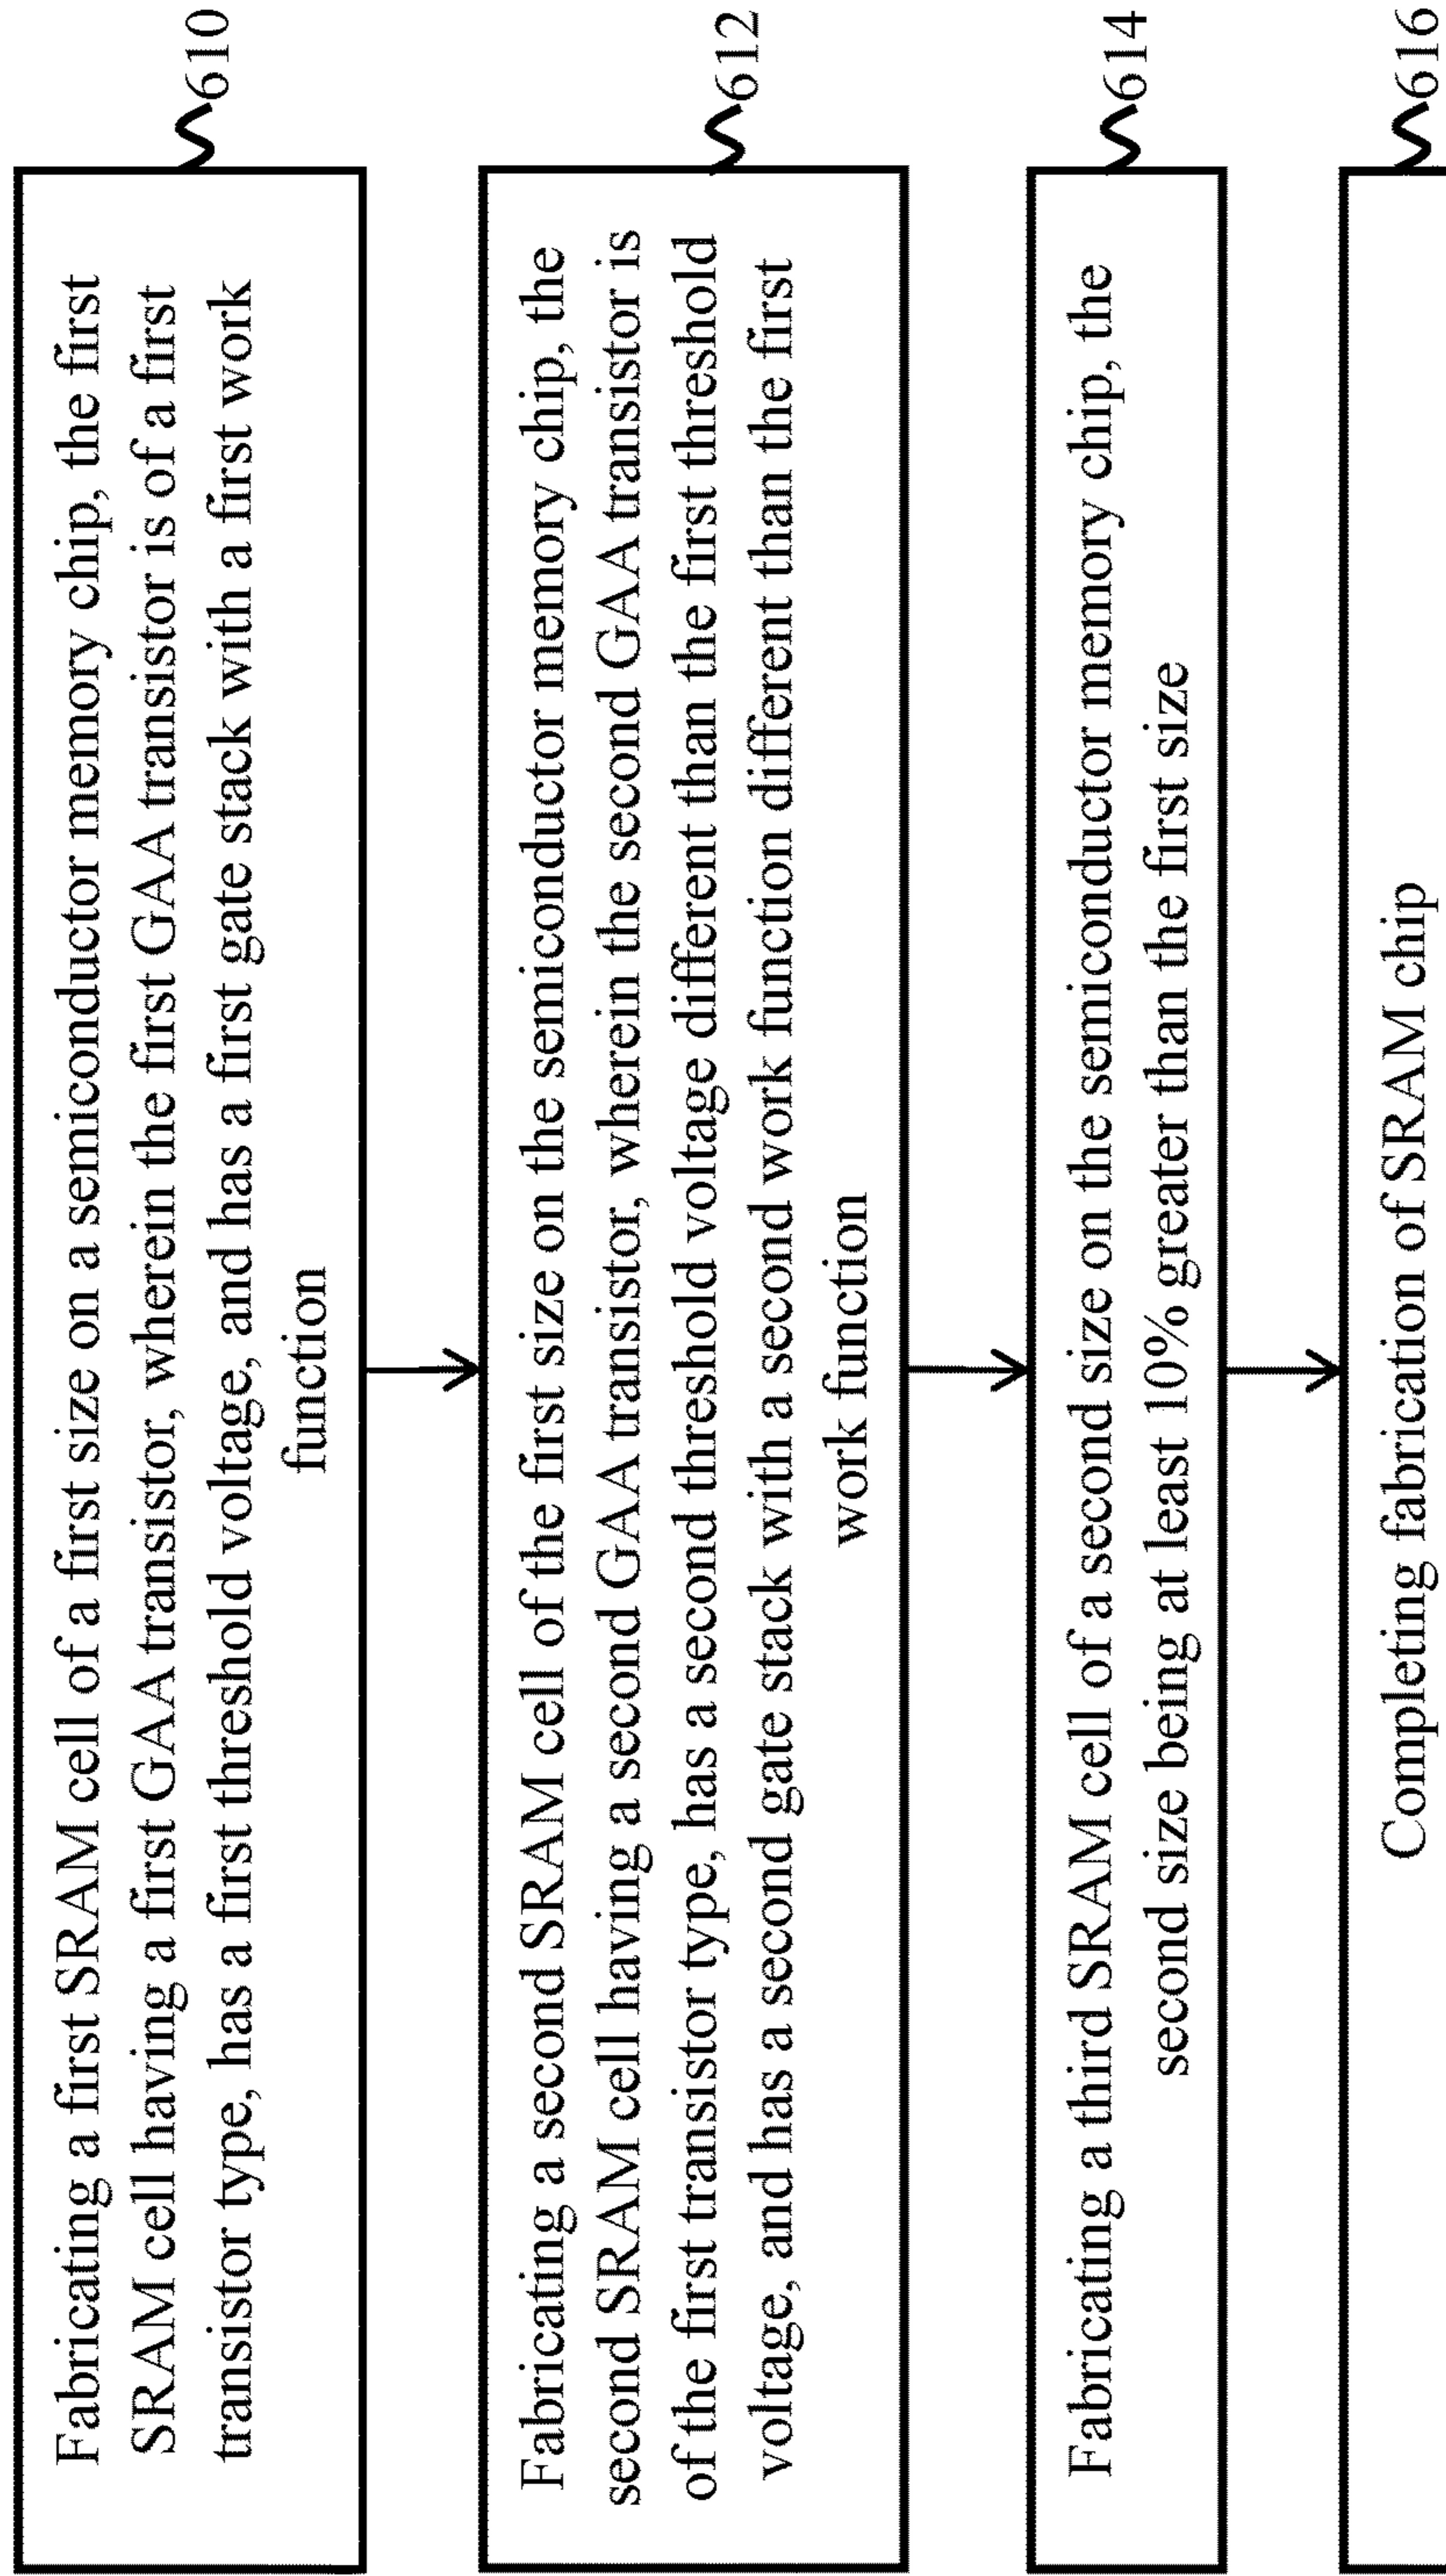 Fabricating a first SRAM cell of a first size on a semiconductor memory chip, the first
SRAM cell having a first GAA transistor, wherein the first GAA transistor is of a first
transistor type, has a first threshold voltage, and has a first gate stack with a first work
function
610
Fabricating a second SRAM cell of the first size on the semiconductor memory chip, the
second SRAM cell having a second GAA transistor, wherein the second GAA transistor is
of the first transistor type, has a second threshold voltage different than the first threshold
voltage, and has a second gate stack with a second work function different than the first
work function
612
Fabricating a third SRAM cell of a second size on the semiconductor memory chip, the
second size being at least 10% greater than the first size
614
Completing fabrication of SRAM chip
616